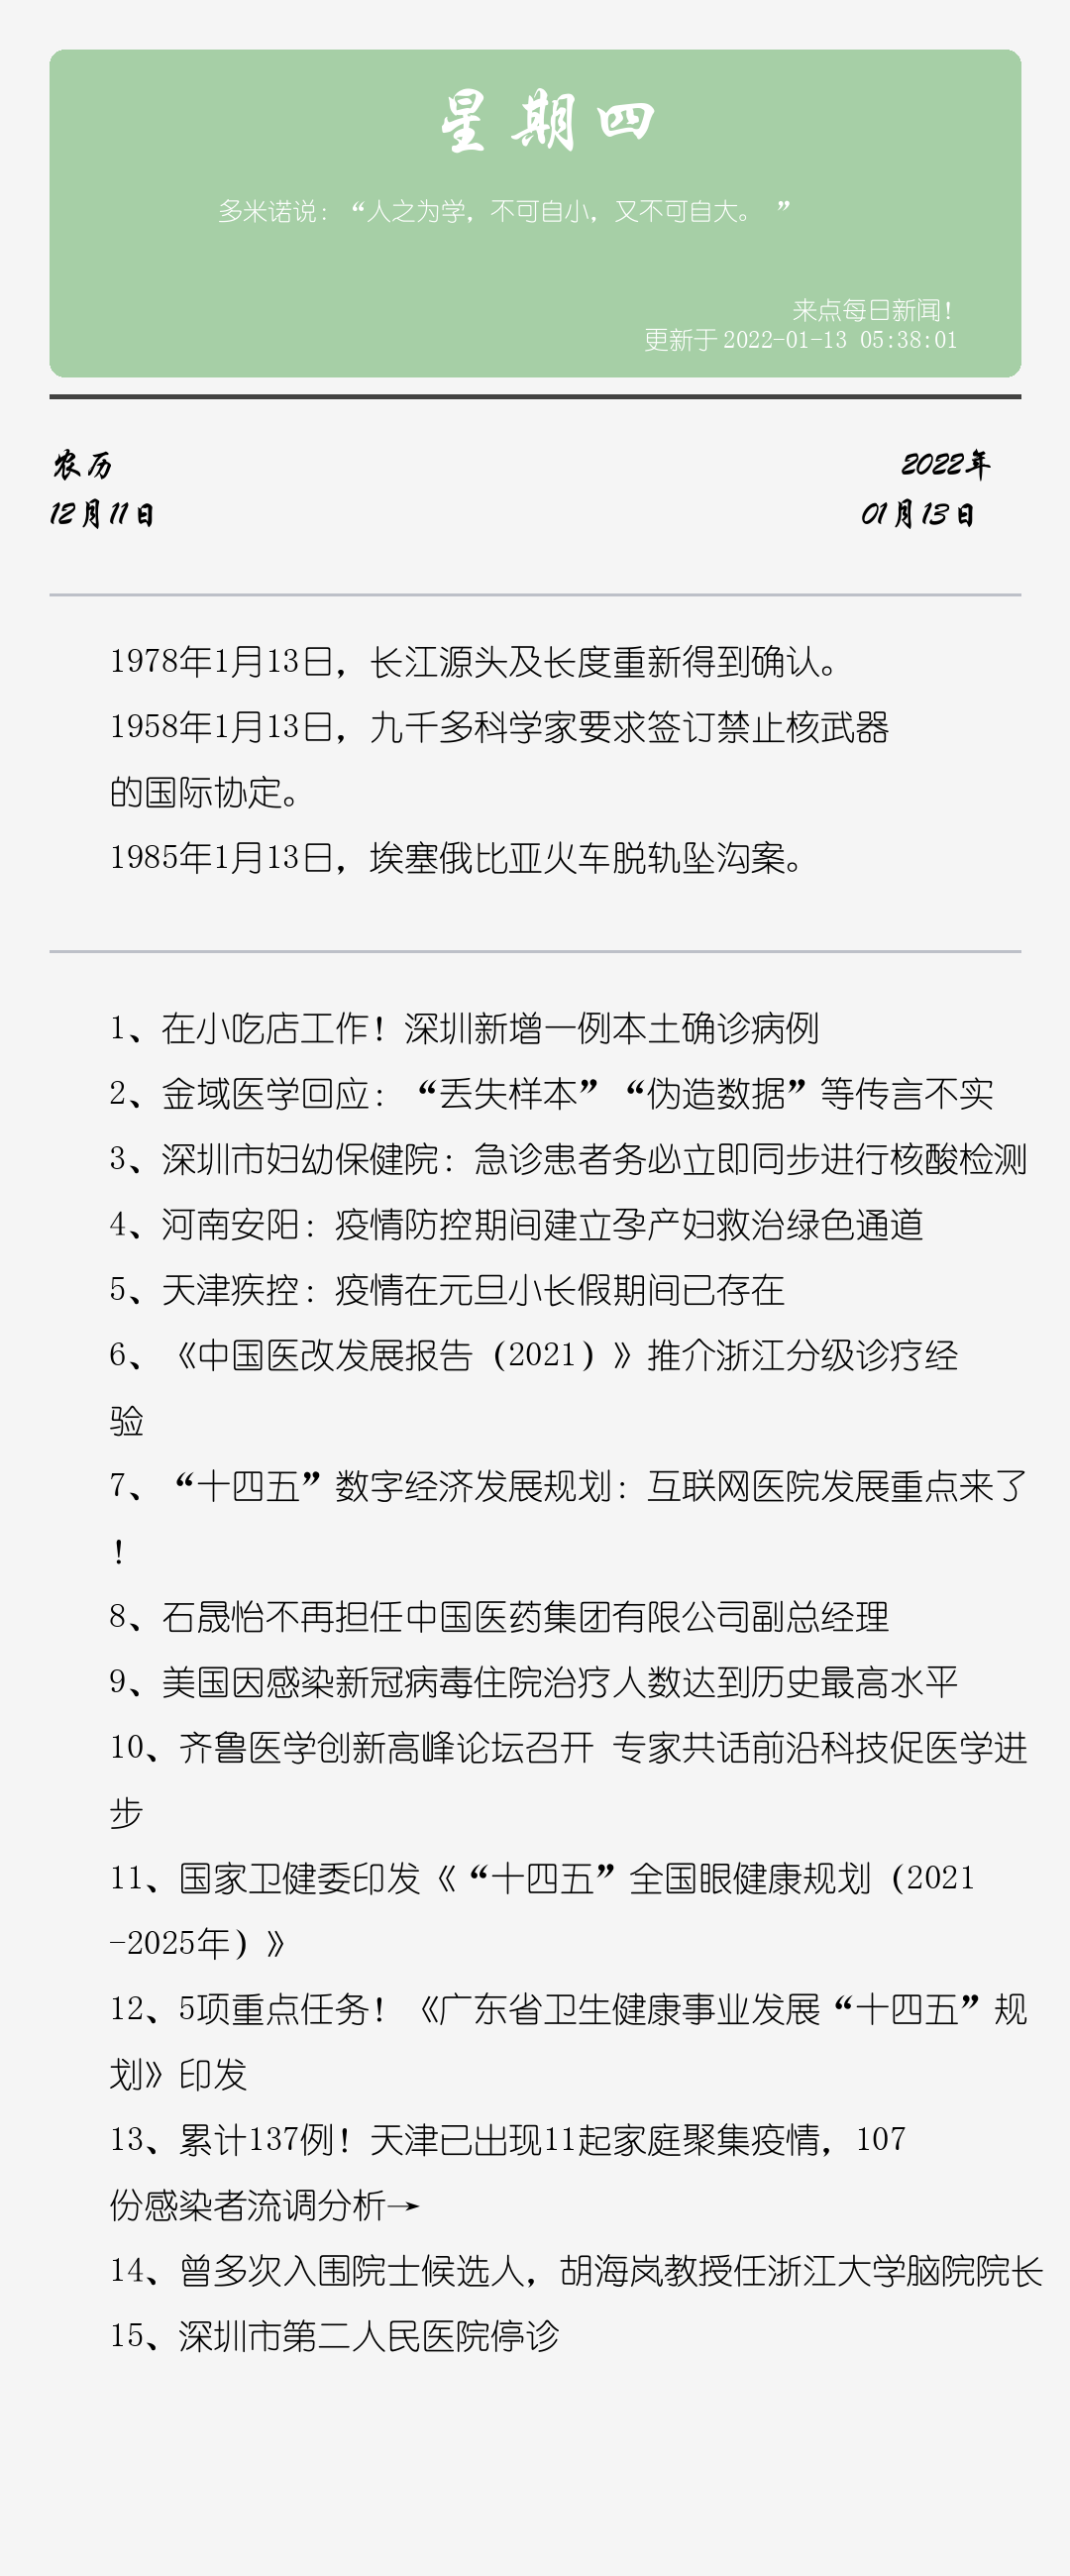 星期四
多米诺说：“人之为学，不可自小，又不可自大。 ”
来点每日新闻！
更新于 2022-01-13 05:38:01
农历
2022年
12月11日
01月13日
1978年1月13日，长江源头及长度重新得到确认。
1958年1月13日，九千多科学家要求签订禁止核武器
的国际协定。
1985年1月13日，埃塞俄比亚火车脱轨坠沟案。
1、在小吃店工作！深圳新增一例本土确诊病例
2、金域医学回应：“丢失样本”“伪造数据”等传言不实
3、深圳市妇幼保健院：急诊患者务必立即同步进行核酸检测
4、河南安阳：疫情防控期间建立孕产妇救治绿色通道
5、天津疾控：疫情在元旦小长假期间已存在
6、《中国医改发展报告（2021）》推介浙江分级诊疗经
验
7、“十四五”数字经济发展规划：互联网医院发展重点来了
！
8、石晟怡不再担任中国医药集团有限公司副总经理
9、美国因感染新冠病毒住院治疗人数达到历史最高水平
10、齐鲁医学创新高峰论坛召开 专家共话前沿科技促医学进
步
11、国家卫健委印发《“十四五”全国眼健康规划（2021
-2025年）》
12、5项重点任务！《广东省卫生健康事业发展“十四五”规
划》印发
13、累计137例！天津已出现11起家庭聚集疫情，107
份感染者流调分析→
14、曾多次入围院士候选人，胡海岚教授任浙江大学脑院院长
15、深圳市第二人民医院停诊